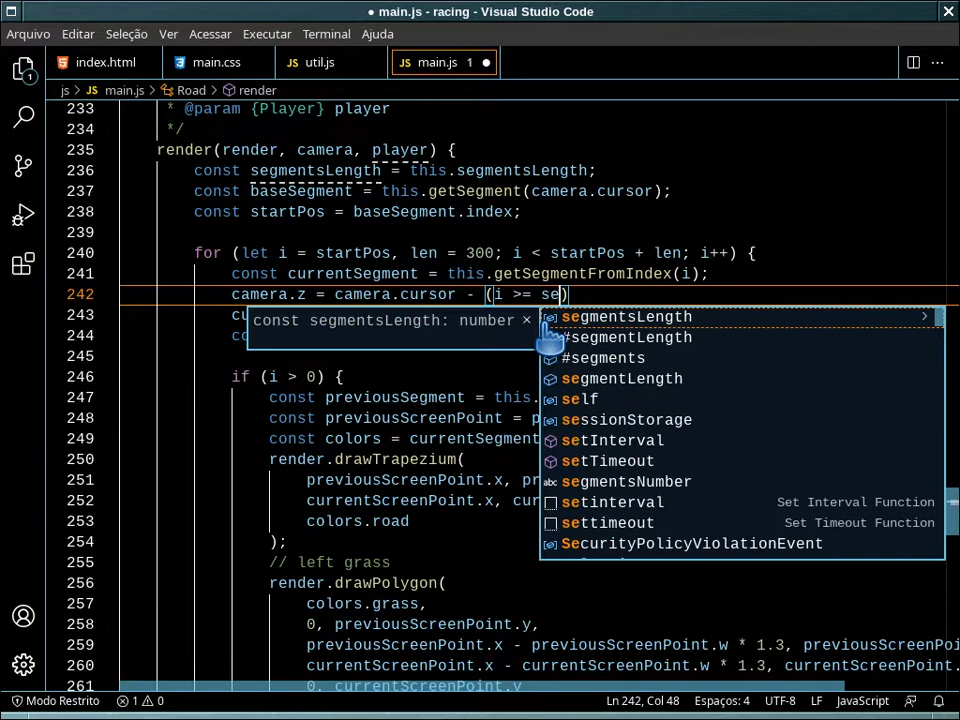 ● main.js - racing - Visual Studio Code
Arquivo Editar Seleção Ver Acessar Executar Terminal Ajuda
index.html main.css JS util.js JS main.js 1 ●
js > main.js > Road > render
233 * @param {Player} player
234 */
235 render(render, camera, player) {
236 const segmentsLength = this.segmentsLength;
237 const baseSegment = this.getSegment(camera.cursor);
238 const startPos = baseSegment.index;
239
240 for (let i = startPos, len = 300; i < startPos + len; i++) {
241 const currentSegment = this.getSegmentFromIndex(i);
242 camera.z = camera.cursor - (i >= se)
243 cu
const segmentsLength: number ×
segmentsLength
#segmentLength
#segments
segmentLength
self
sessionStorage
setInterval
setTimeout
abc segmentsNumber
setinterval Set Interval Function
settimeout Set Timeout Function
SecurityPolicyViolationEvent
244 co
245
246 if (i > 0) {
247 const previousSegment = this.
248 const previousScreenPoint = p
249 const colors = currentSegment
250 render.drawTrapezium(
251 previousScreenPoint.x, pr
252 currentScreenPoint.x, cur
253 colors.road
254 );
255 // left grass
256 render.drawPolygon(
257 colors.grass,
258 0, previousScreenPoint.y,
259 previousScreenPoint.x - previousScreenPoint.w * 1.3, previousScreenPoi
260 currentScreenPoint.x - currentScreenPoint.w * 1.3, currentScreenPoint.
261 0, currentScreenPoint.y
Modo Restrito 1 0 Ln 242, Col 48 Espaços: 4 UTF-8 LF JavaScript